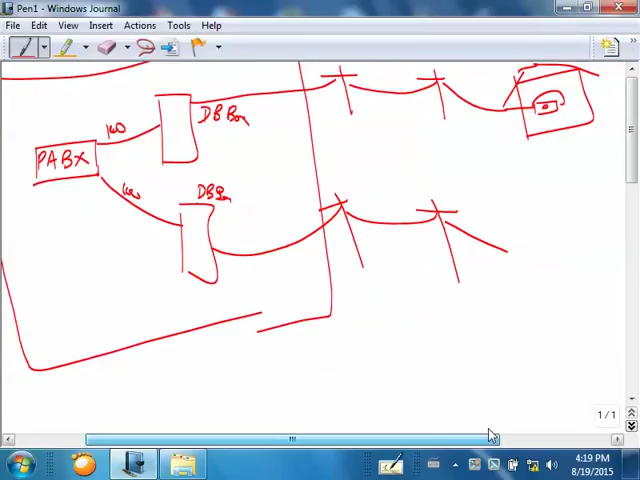 Pen1 - Windows Journal
File Edit View Insert Actions Tools Help
100
DB Box
PABX
100
DB Box
1/1
4:19 PM
8/19/2015